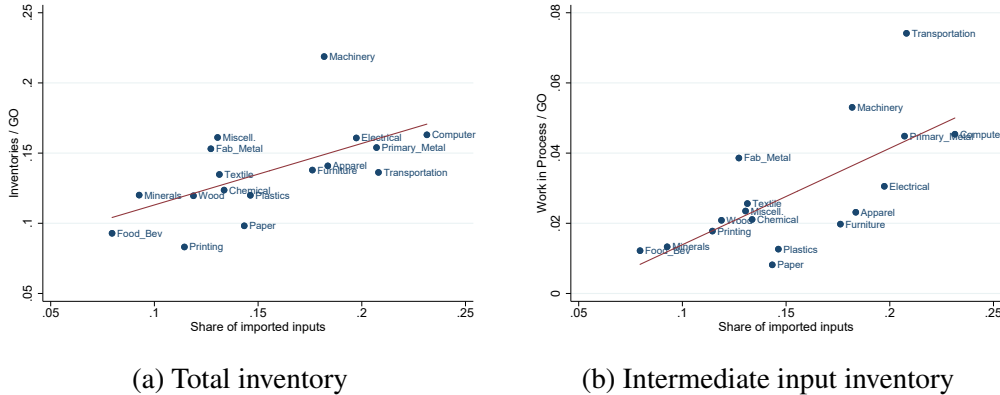 .25
.2
.15
.1
.05
Inventories / GO
Machinery
Miscell.
Electrical
Computer
Fab_Metal
Primary_Metal
Apparel
Textile
Furniture
Transportation
Chemical
Minerals
Wood
Plastics
Paper
Food_Bev
Printing
.05 .1 .15 .2 .25
Share of imported inputs
(a) Total inventory
.08
.06
.04
.02
0
Work in Process / GO
Transportation
Machinery
Primary_Metal
Compute
Fab_Metal
Electrical
Textile
Miscell.
Apparel
Wood
Chemical
Furniture
Printing
Minerals
Food_Bev
Plastics
Paper
.05 .1 .15 .2 .25
Share of imported inputs
(b) Intermediate input inventory